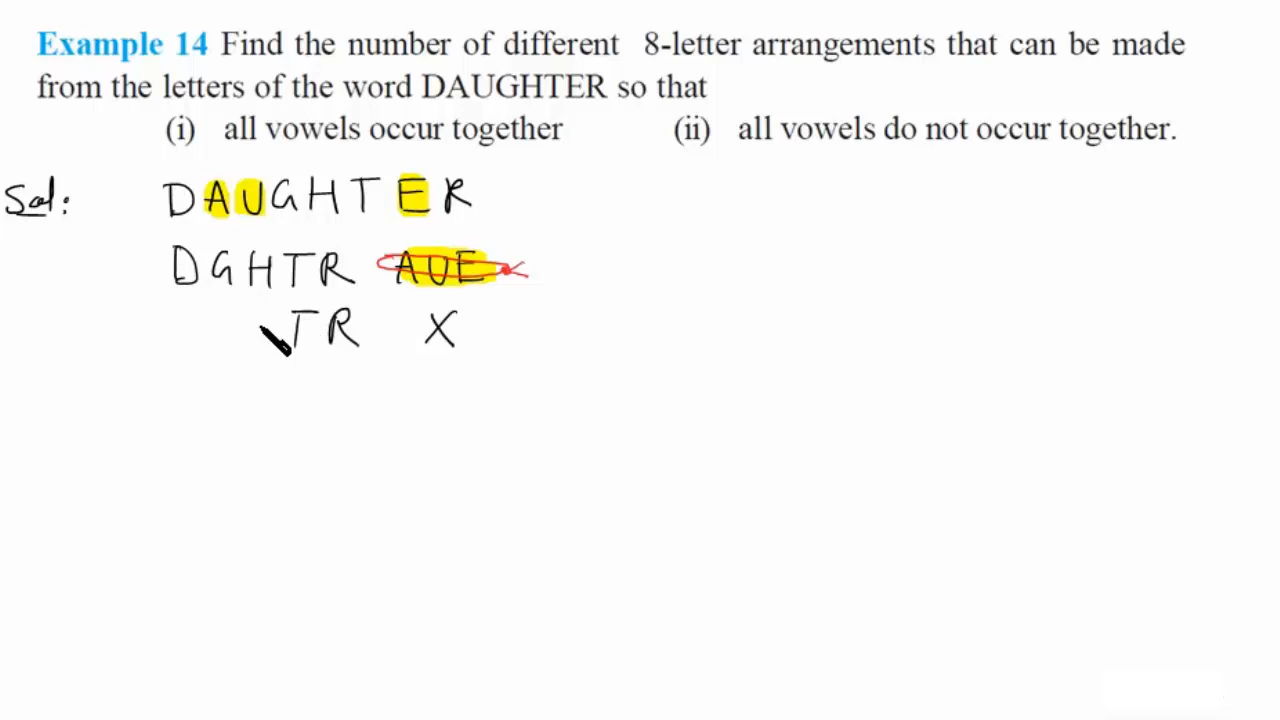 Example 14 Find the number of different 8-letter arrangements that can be made
from the letters of the word DAUGHTER so that
(i) all vowels occur together (ii) all vowels do not occur together.
Sol: DAUGHTER
DGHTR AUE
TR X